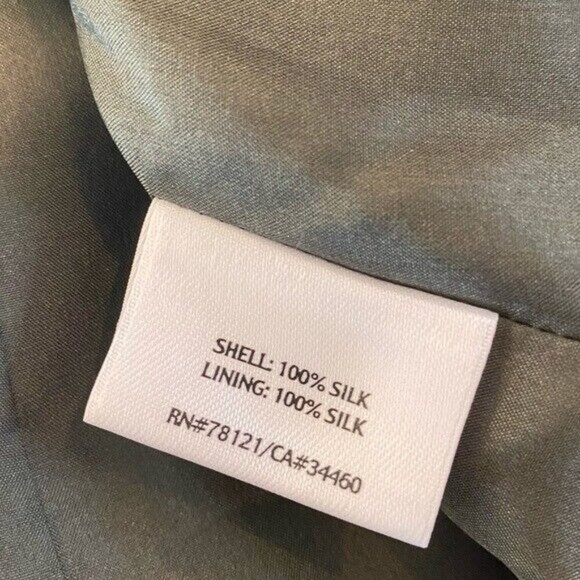 SHELL: 100% SILK
LINING: 100% SILK
RN#78121/CA#34460